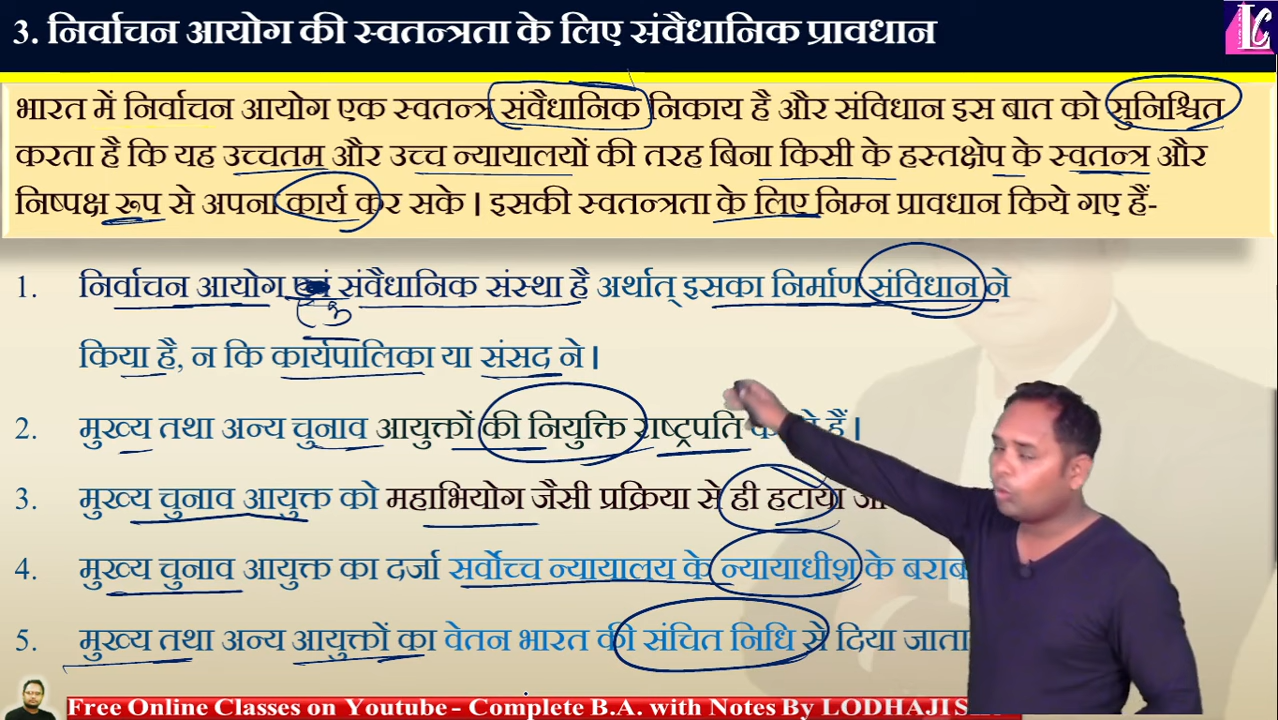 3. निर्वाचन आयोग की स्वतन्त्रता के लिए संवैधानिक प्रावधान
LC
भारत में निर्वाचन आयोग एक स्वतन्त्र संवैधानिक निकाय है और संविधान इस बात को सुनिश्चित
करता है कि यह उच्चतम और उच्च न्यायालयों की तरह बिना किसी के हस्तक्षेप के स्वतन्त्र और
निष्पक्ष रूप से अपना कार्य कर सके। इसकी स्वतन्त्रता के लिए निम्न प्रावधान किये गए हैं-
1. निर्वाचन आयोग एवं संवैधानिक संस्था है अर्थात् इसका निर्माण संविधान ने
किया है, न कि कार्यपालिका या संसद ने।
2. मुख्य तथा अन्य चुनाव आयुक्तों की नियुक्ति राष्ट्रपति हैं।
3. मुख्य चुनाव आयुक्त को महाभियोग जैसी प्रक्रिया से ही हटाया
4. मुख्य चुनाव आयुक्त का दर्जा सर्वोच्च न्यायालय के न्यायाधीश के बराब
5. मुख्य तथा अन्य आयुक्तों का वेतन भारत की संचित निधि से दिया जाता
Free Online Classes on Youtube - Complete B.A. with Notes By LODHAJI